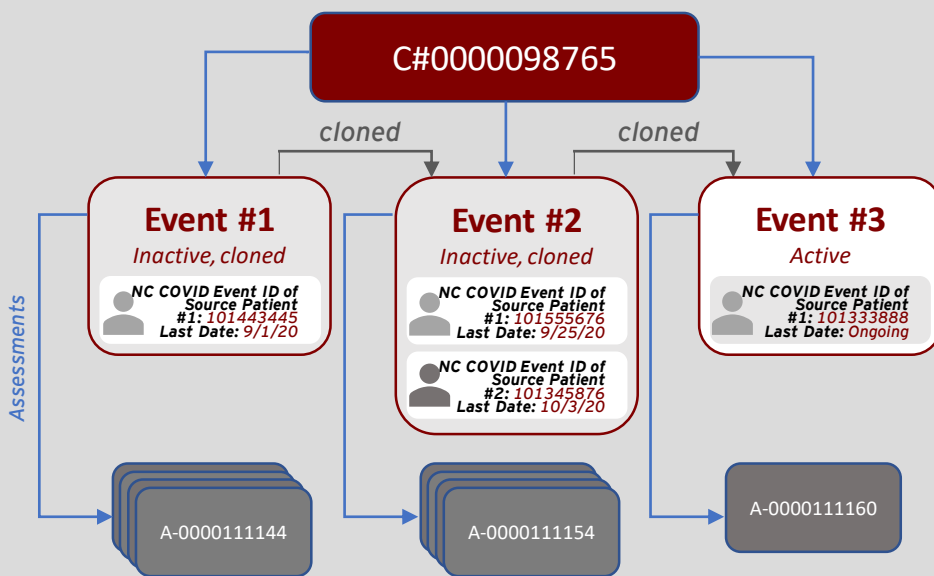 C#0000098765
cloned
cloned
Event #1
Inactive, cloned
NC COVID Event ID of
Source Patient
#1: 101443445
Last Date: 9/1/20
Event #2
Inactive, cloned
NC COVID Event ID of
Source Patient
#1: 101555676
Last Date: 9/25/20
NC COVID Event ID of
Source Patient
#2: 101345876
Last Date: 10/3/20
Event #3
Active
NC COVID Event ID of
Source Patient
#1: 101333888
Last Date: Ongoing
Assessments
A-0000111144
A-0000111154
A-0000111160